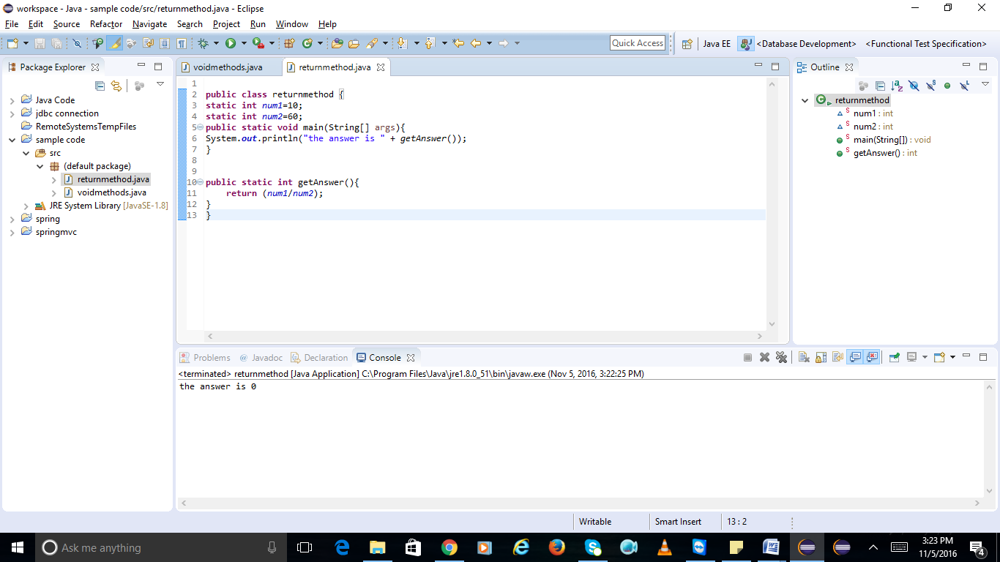 workspace - Java - sample code/src/returnmethod.java - Eclipse
File Edit Source Refactor Navigate Search Project Run Window Help
Quick Access Java EE <Database Development> <Functional Test Specification>
Package Explorer
Java Code
jdbc connection
RemoteSystemsTempFiles
sample code
src
(default package)
returnmethod.java
voidmethods.java
JRE System Library [JavaSE-1.8]
spring
springmvc
voidmethods.java returnmethod.java
1
2 public class returnmethod {
3 static int num1=10;
4 static int num2=60;
5 public static void main(String[] args){
6 System.out.println("the answer is " + getAnswer());
7 }
8
9
10 public static int getAnswer(){
11     return (num1/num2);
12 }
13 }
Outline
returnmethod
num1 : int
num2 : int
main(String[]) : void
getAnswer() : int
Problems @ Javadoc Declaration Console
<terminated> returnmethod [Java Application] C:\Program Files\Java\jre1.8.0_51\bin\javaw.exe (Nov 5, 2016, 3:22:25 PM)
the answer is 0
Writable Smart Insert 13 : 2
Ask me anything
3:23 PM
11/5/2016
4